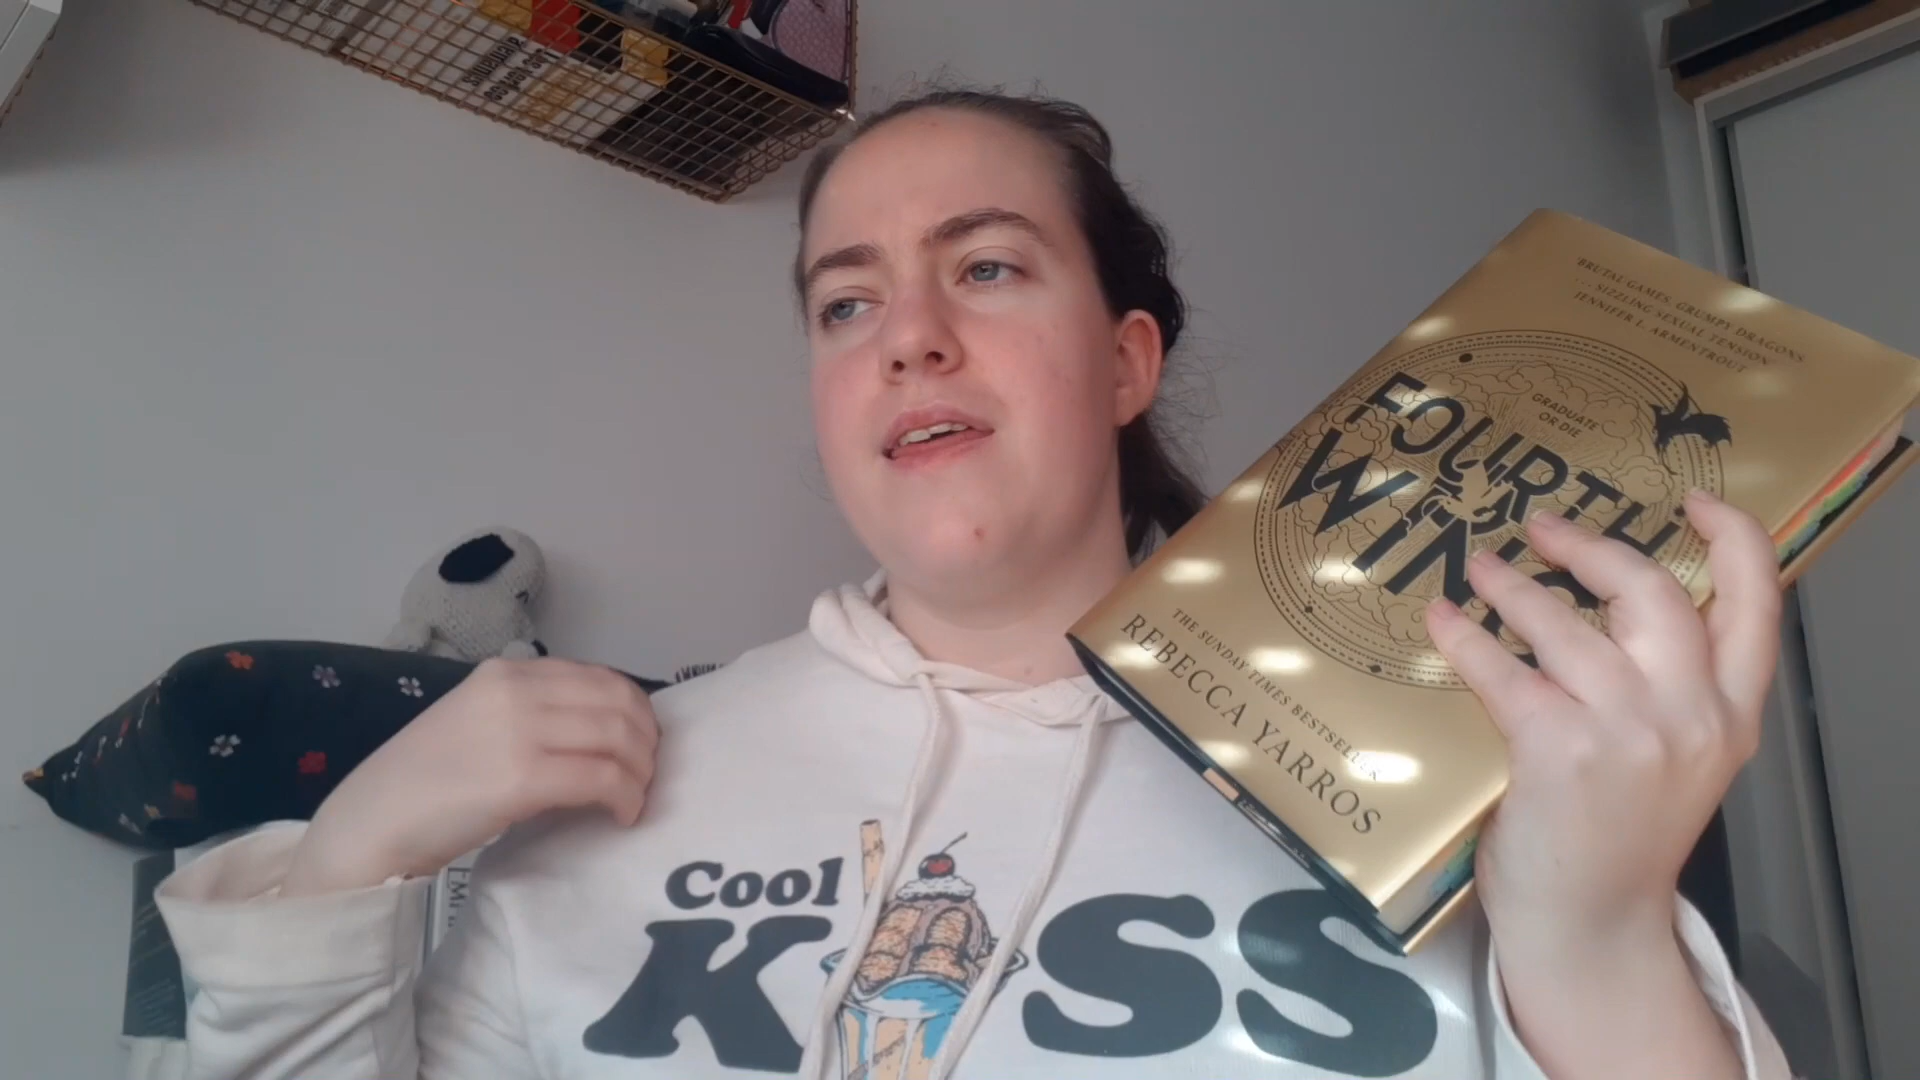 BRUTAL GAMES, GRUMPY DRAGONS
... SIZZLING SEXUAL TENSION
JENNIFER L. ARMENTROUT
GRADUATE
OR DIE
FOURTH
WING
THE SUNDAY TIMES BESTSELLER
REBECCA YARROS
Cool
KISS